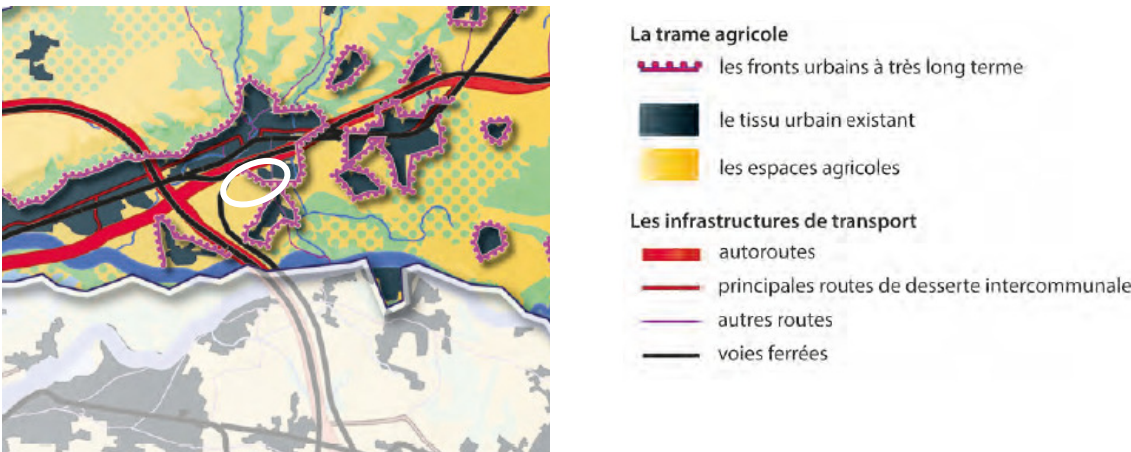 La trame agricole
les fronts urbains à très long terme
le tissu urbain existant
les espaces agricoles
Les infrastructures de transport
autoroutes
principales routes de desserte intercommunale
autres routes
voies ferrées